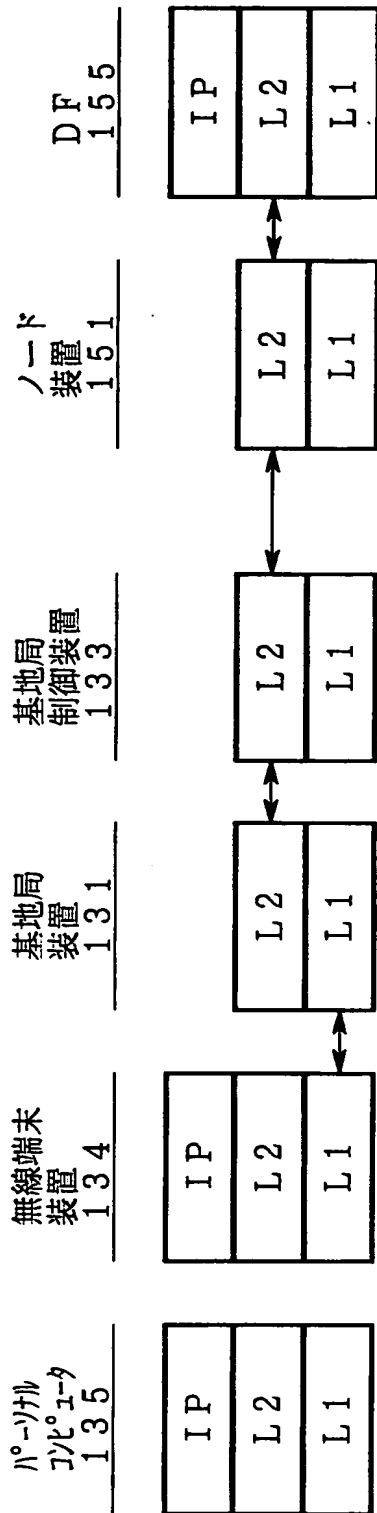 パーソナル
コンピュータ
135
IP
L2
L1
無線端末
装置
134
IP
L2
L1
基地局
装置
131
L2
L1
基地局
制御装置
133
L2
L1
ノード
装置
151
L2
L1
DF
155
IP
L2
L1